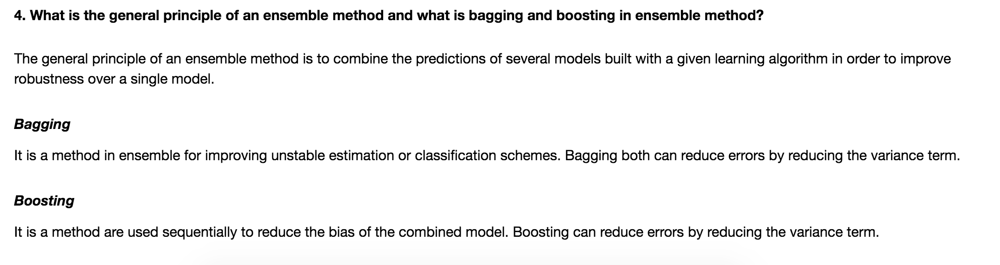 4. What is the general principle of an ensemble method and what is bagging and boosting in ensemble method?
The general principle of an ensemble method is to combine the predictions of several models built with a given learning algorithm in order to improve
robustness over a single model.
Bagging
It is a method in ensemble for improving unstable estimation or classification schemes. Bagging both can reduce errors by reducing the variance term.
Boosting
It is a method are used sequentially to reduce the bias of the combined model. Boosting can reduce errors by reducing the variance term.